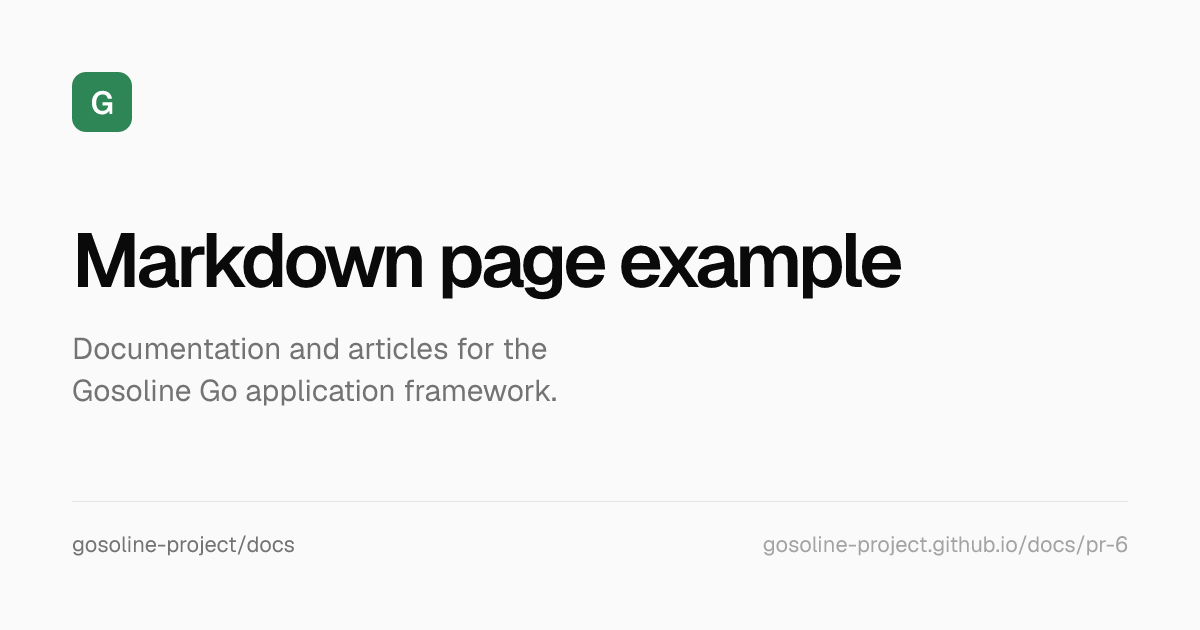 G
Markdown page example
Documentation and articles for the
Gosoline Go application framework.
gosoline-project/docs
gosoline-project.github.io/docs/pr-6